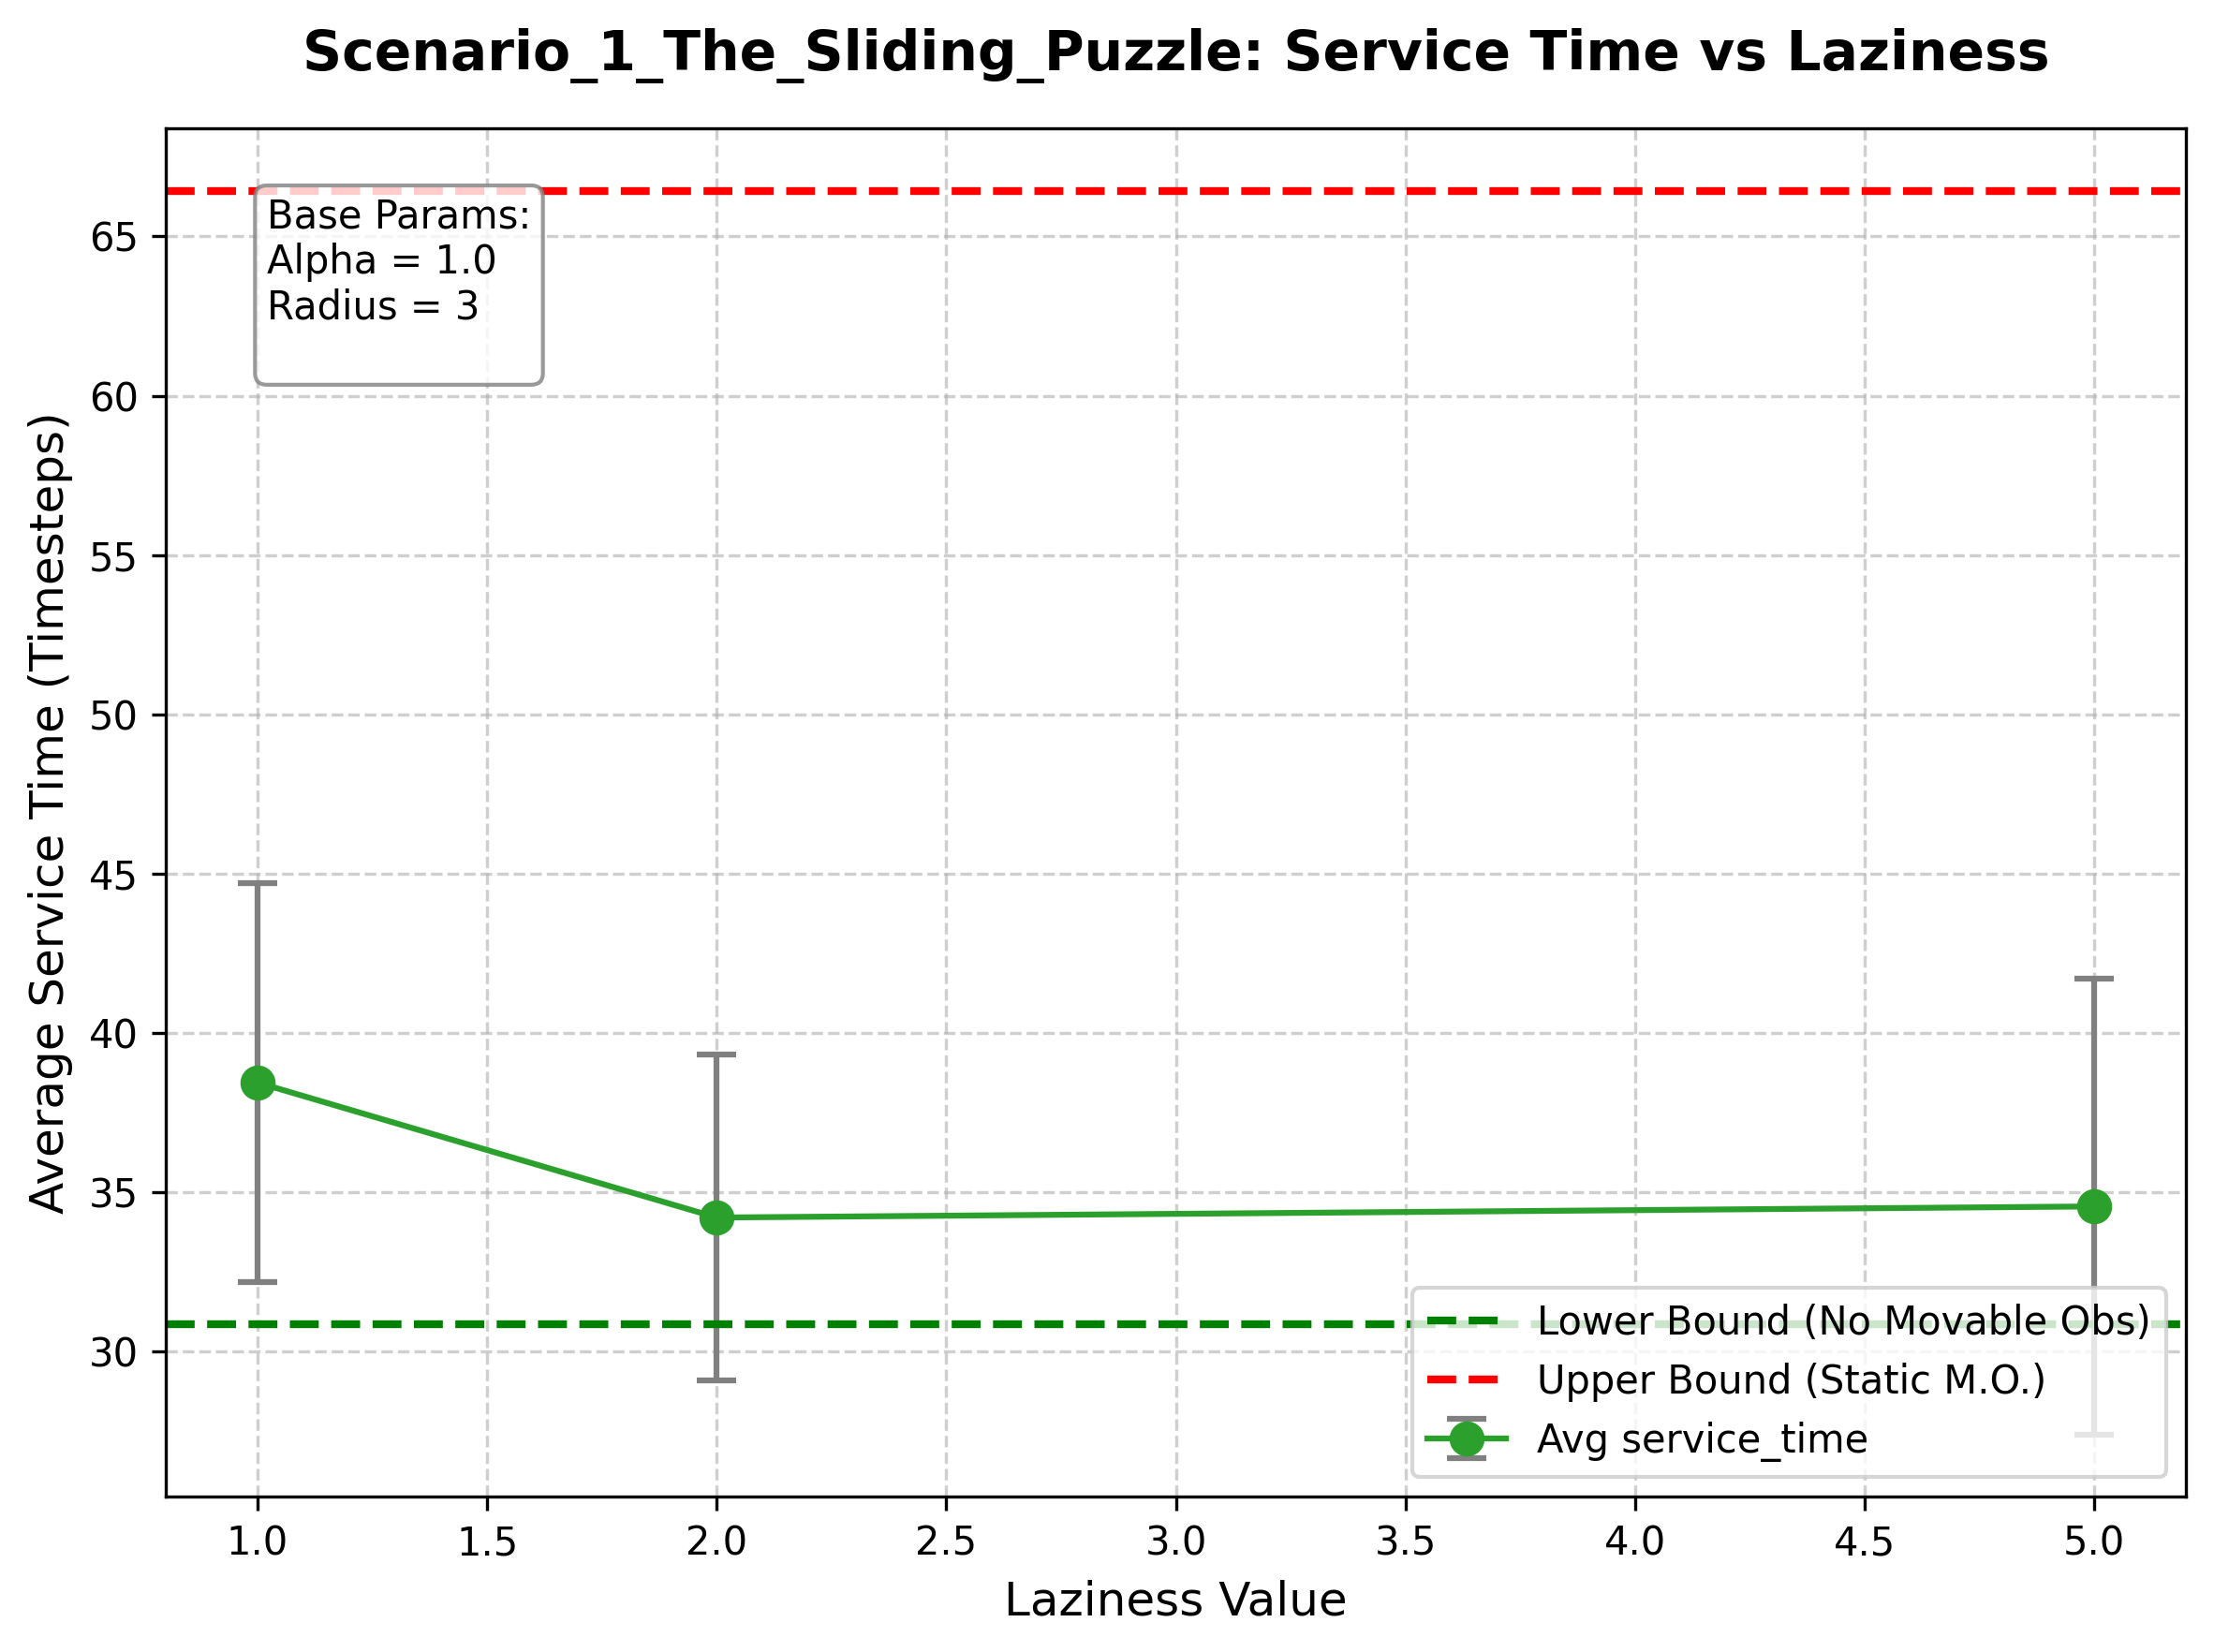 Scenario_1_The_Sliding_Puzzle: Service Time vs Laziness
Average Service Time (Timesteps)
65
60
55
50
45
40
35
30
Base Params:
Alpha = 1.0
Radius = 3
Lower Bound (No Movable Obs)
Upper Bound (Static M.O.)
Avg service_time
1.0
1.5
2.0
2.5
3.0
3.5
4.0
4.5
5.0
Laziness Value